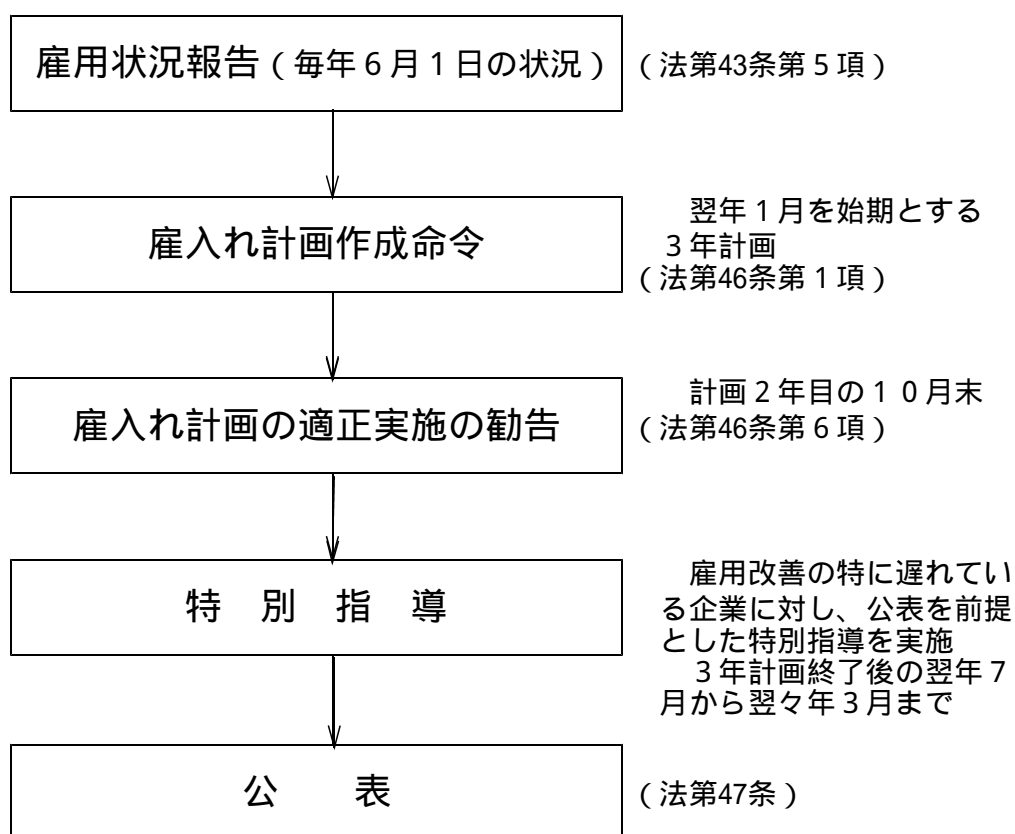 雇用状況報告（毎年６月１日の状況）
（法第43条第５項）
雇入れ計画作成命令
翌年１月を始期とする
３年計画
（法第46条第１項）
雇入れ計画の適正実施の勧告
計画２年目の１０月末
（法第46条第６項）
特　別　指　導
雇用改善の特に遅れてい
る企業に対し、公表を前提
とした特別指導を実施
３年計画終了後の翌年７
月から翌々年３月まで
公　　表
（法第47条）